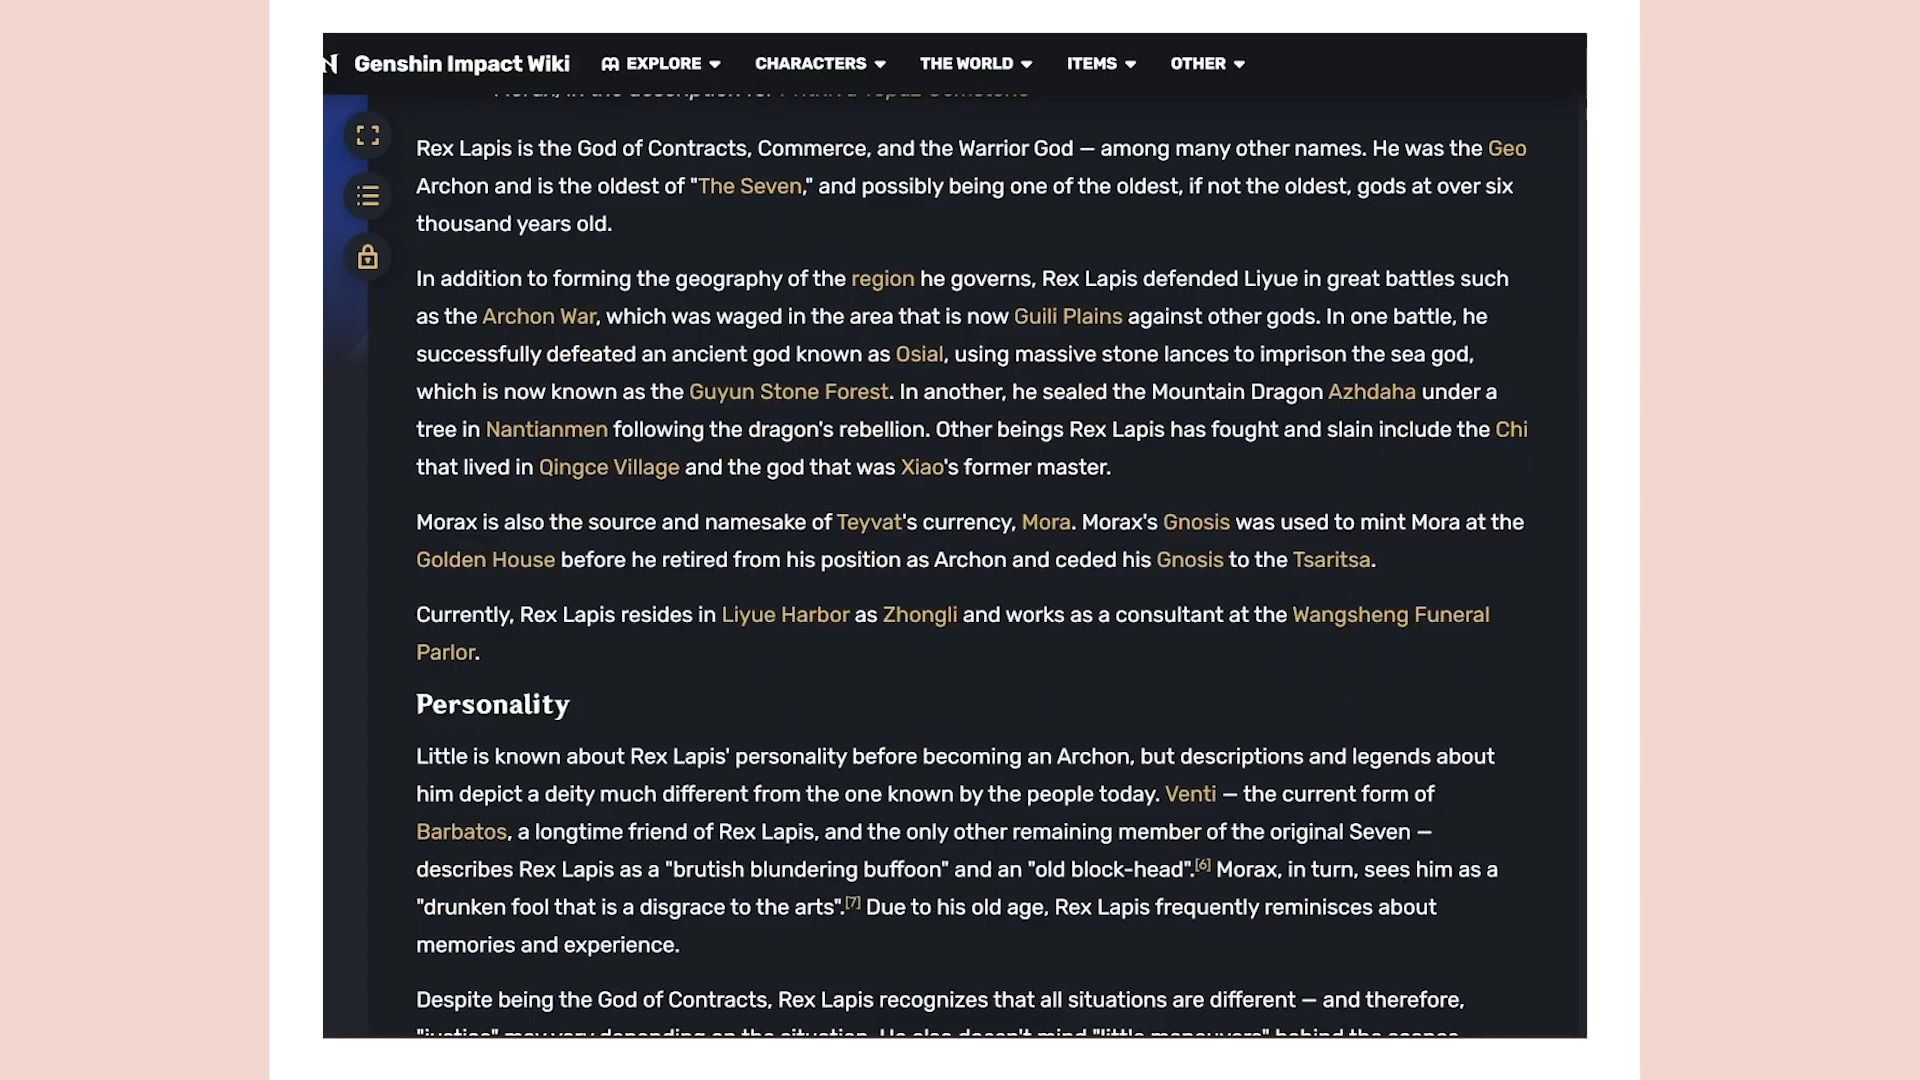 Genshin Impact Wiki EXPLORE CHARACTERS THE WORLD ITEMS OTHER
Rex Lapis is the God of Contracts, Commerce, and the Warrior God — among many other names. He was the Geo
Archon and is the oldest of "The Seven," and possibly being one of the oldest, if not the oldest, gods at over six
thousand years old.
In addition to forming the geography of the region he governs, Rex Lapis defended Liyue in great battles such
as the Archon War, which was waged in the area that is now Guili Plains against other gods. In one battle, he
successfully defeated an ancient god known as Osial, using massive stone lances to imprison the sea god,
which is now known as the Guyun Stone Forest. In another, he sealed the Mountain Dragon Azhdaha under a
tree in Nantianmen following the dragon's rebellion. Other beings Rex Lapis has fought and slain include the Chi
that lived in Qingce Village and the god that was Xiao's former master.
Morax is also the source and namesake of Teyvat's currency, Mora. Morax's Gnosis was used to mint Mora at the
Golden House before he retired from his position as Archon and ceded his Gnosis to the Tsaritsa.
Currently, Rex Lapis resides in Liyue Harbor as Zhongli and works as a consultant at the Wangsheng Funeral
Parlor.
Personality
Little is known about Rex Lapis' personality before becoming an Archon, but descriptions and legends about
him depict a deity much different from the one known by the people today. Venti — the current form of
Barbatos, a longtime friend of Rex Lapis, and the only other remaining member of the original Seven —
describes Rex Lapis as a "brutish blundering buffoon" and an "old block-head".[6] Morax, in turn, sees him as a
"drunken fool that is a disgrace to the arts".[7] Due to his old age, Rex Lapis frequently reminisces about
memories and experience.
Despite being the God of Contracts, Rex Lapis recognizes that all situations are different — and therefore,
"justice" may vary depending on the situation. He also doesn't mind "little maneuvers" behind the scenes